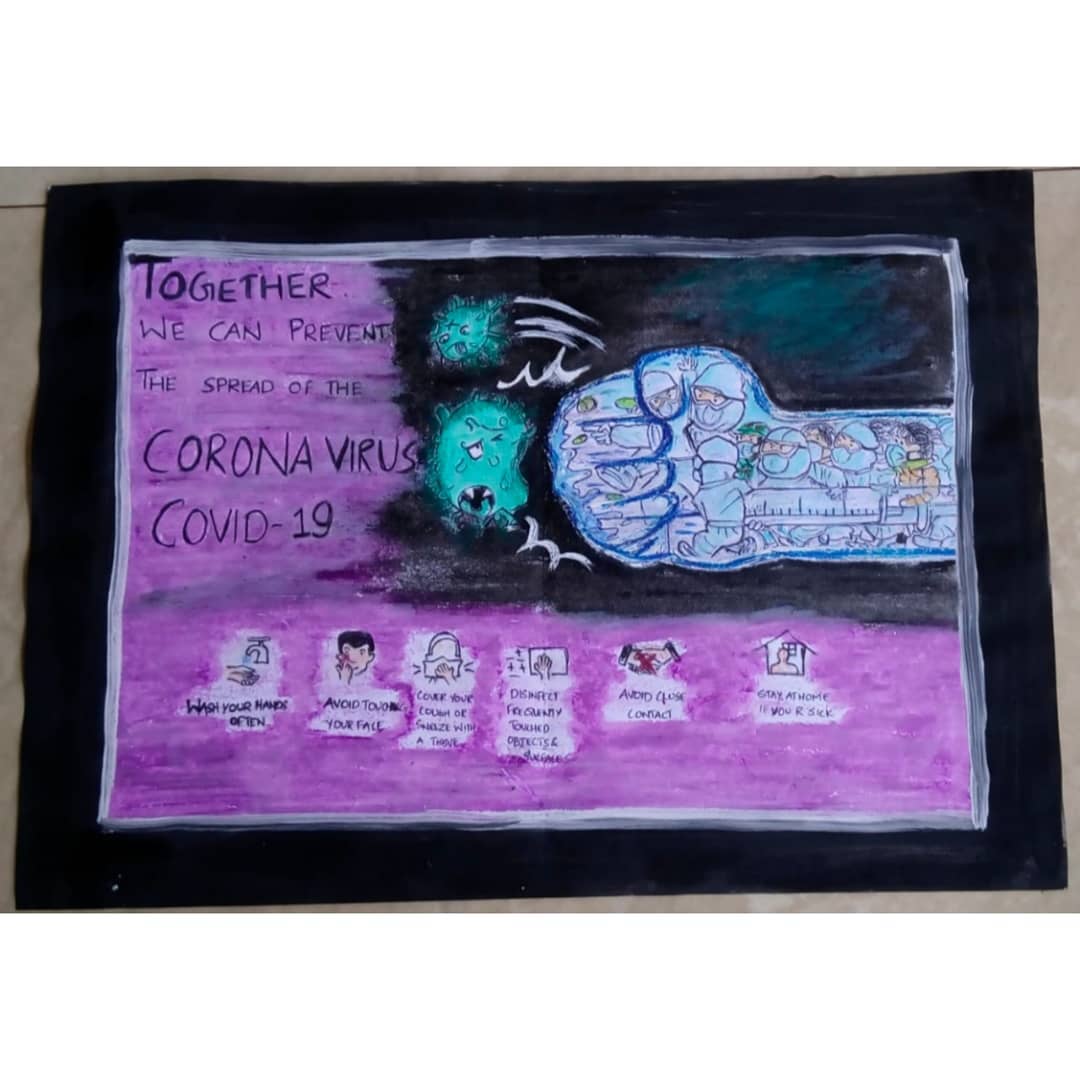 TOGETHER
WE CAN PREVENT
THE SPREAD OF THE
CORONA VIRUS
COVID-19
WASH YOUR HANDS
OFTEN
AVOID TOUCHING
YOUR FACE
COVER YOUR
COUGH OR
SNEEZE WITH
A
DISINFECT
FREQUENTLY
TOUCHED
OBJECTS &
SURFACES
AVOID CLOSE
CONTACT
STAY AT HOME
IF YOU R SICK